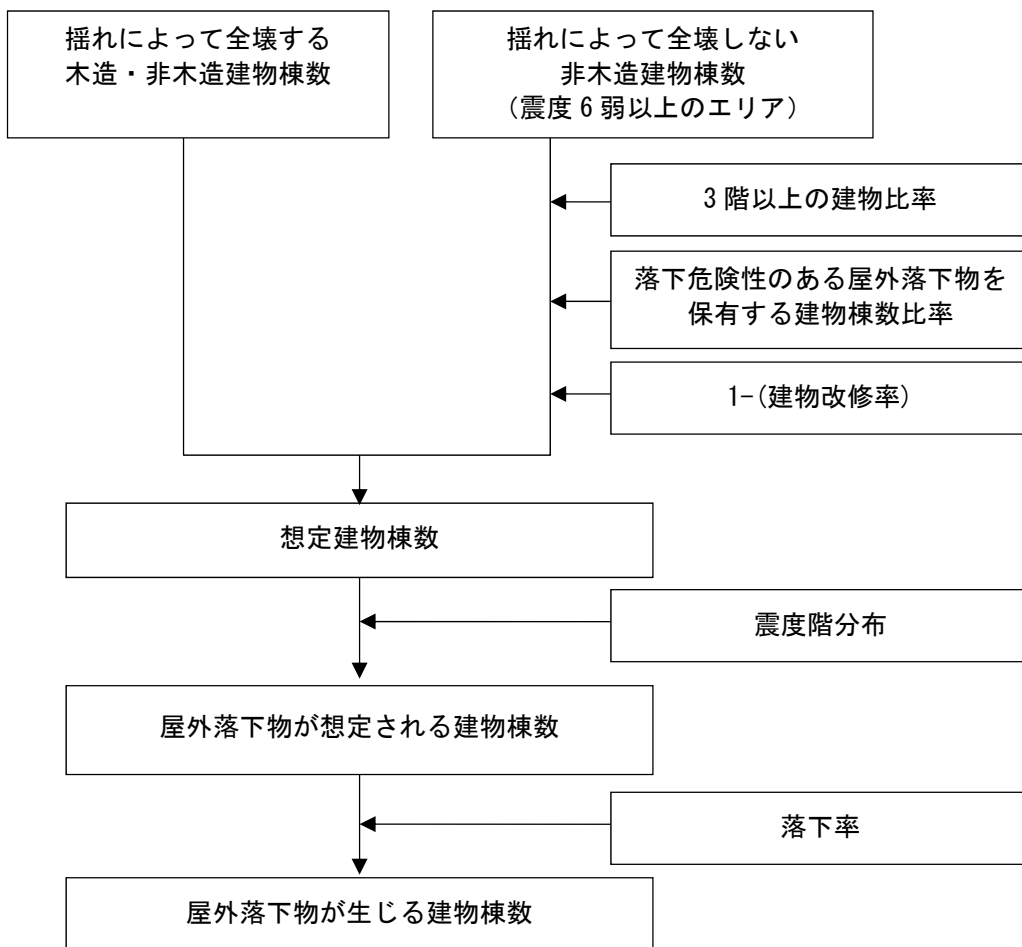 揺れによって全壊する
木造・非木造建物棟数
揺れによって全壊しない
非木造建物棟数
（震度6弱以上のエリア）
3階以上の建物比率
落下危険性のある屋外落下物を
保有する建物棟数比率
1-(建物改修率)
想定建物棟数
震度階分布
屋外落下物が想定される建物棟数
落下率
屋外落下物が生じる建物棟数